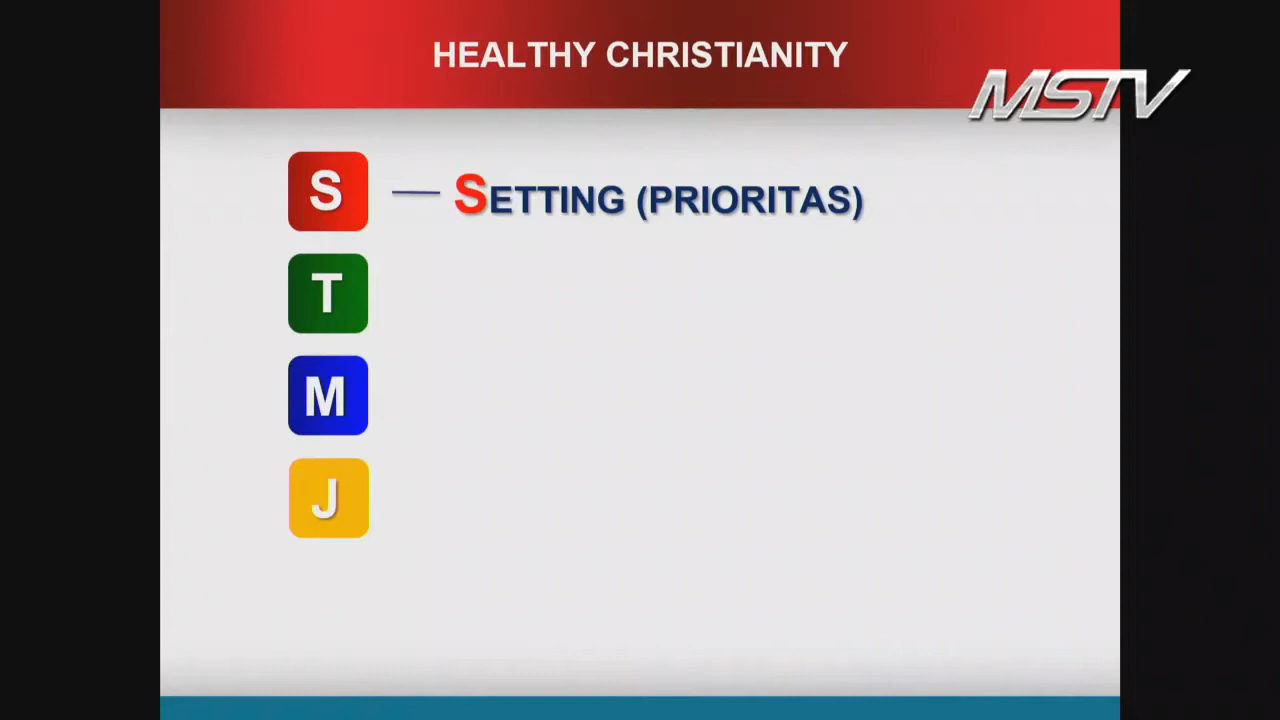 HEALTHY CHRISTIANITY
MSTV
S SETTING (PRIORITAS)
T
M
J